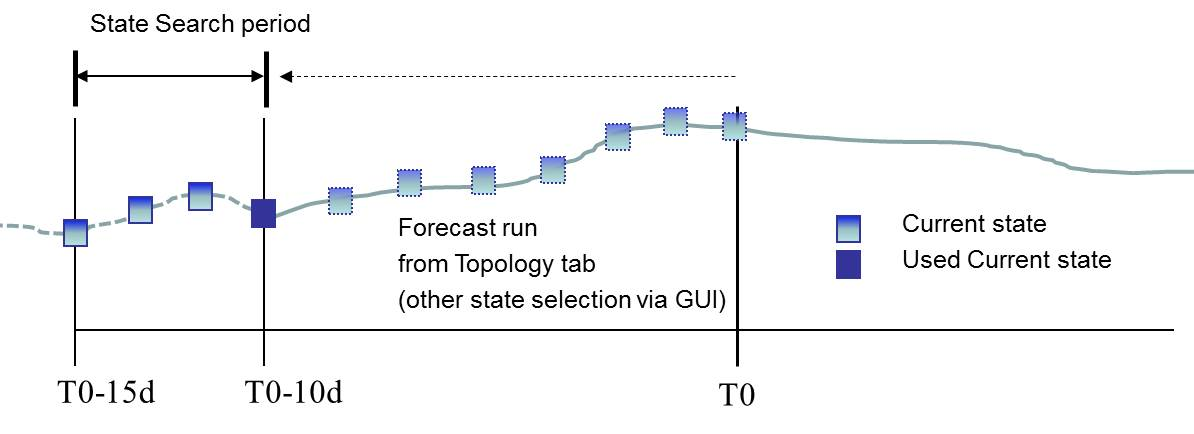 State Search period
Forecast run
from Topology tab
(other state selection via GUI)
Current state
Used Current state
T0-15d
T0-10d
T0